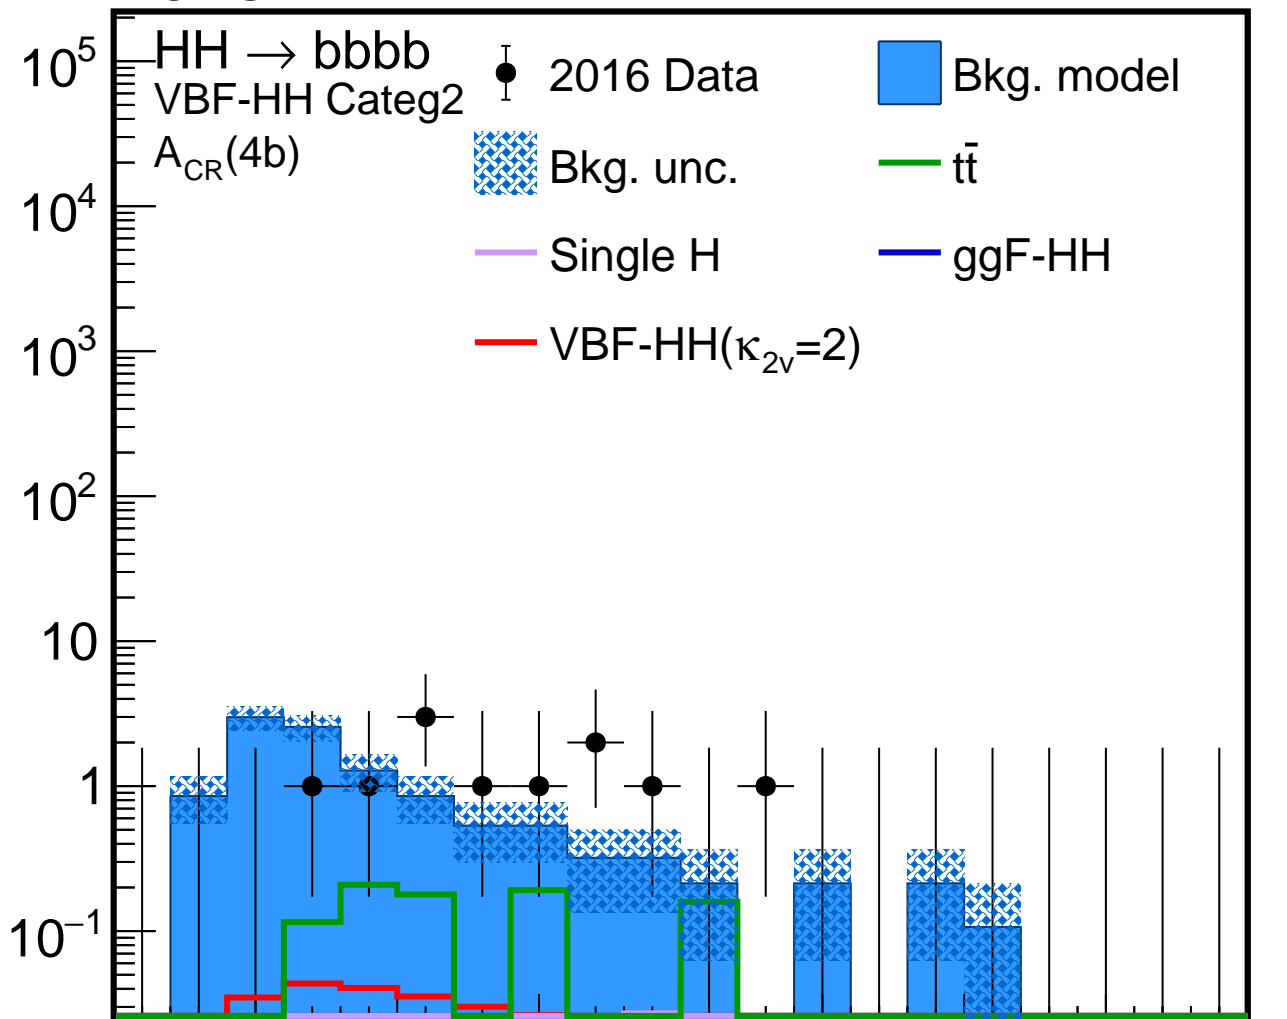 HH → bbbb
VBF-HH Categ2
A_CR(4b)
2016 Data
Bkg. model
Bkg. unc.
tt̄
Single H
ggF-HH
VBF-HH(κ_2v=2)
10^5
10^4
10^3
10^2
10
1
10^−1